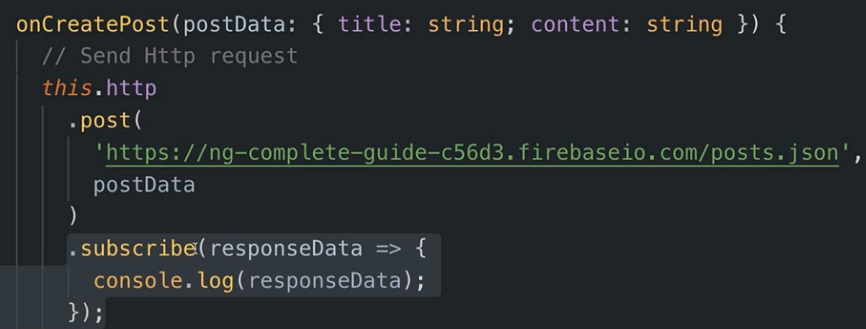 onCreatePost(postData: { title: string; content: string }) {
// Send Http request
this.http
.post(
'https://ng-complete-guide-c56d3.firebaseio.com/posts.json',
postData
)
.subscribe(responseData => {
console.log(responseData);
});